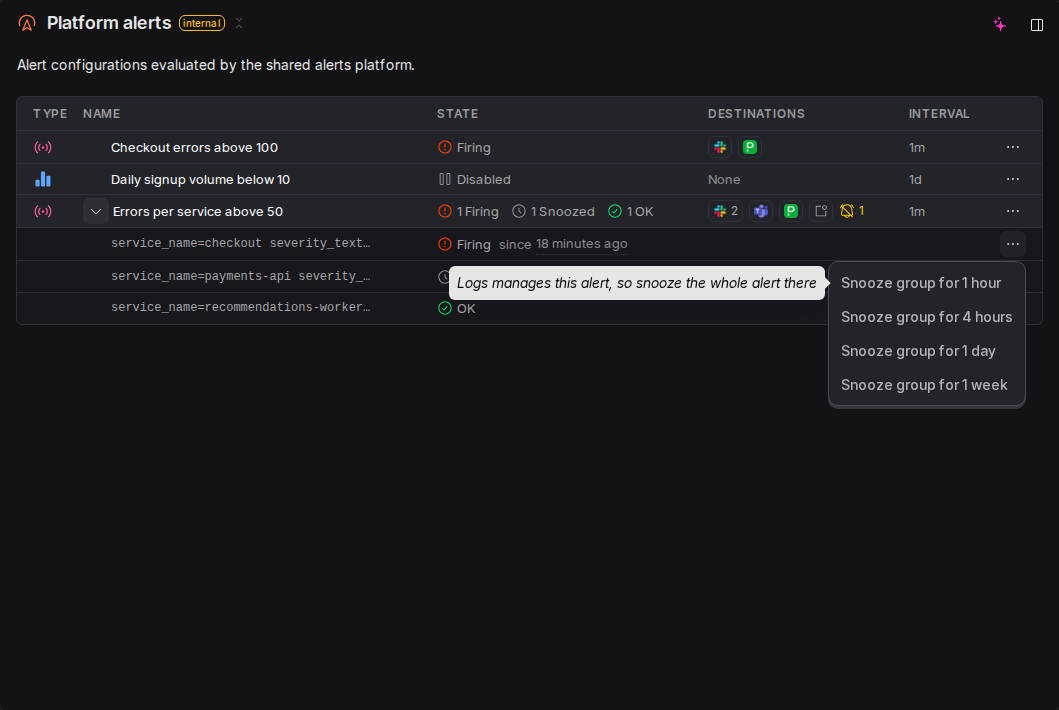 Platform alerts internal
Alert configurations evaluated by the shared alerts platform.
TYPE NAME STATE DESTINATIONS INTERVAL
Checkout errors above 100 Firing 1m
Daily signup volume below 10 Disabled None 1d
Errors per service above 50 1 Firing 1 Snoozed 1 OK 2 1 1m
service_name=checkout severity_text… Firing since 18 minutes ago
service_name=payments-api severity_…
Logs manages this alert, so snooze the whole alert there
service_name=recommendations-worker… OK
Snooze group for 1 hour
Snooze group for 4 hours
Snooze group for 1 day
Snooze group for 1 week